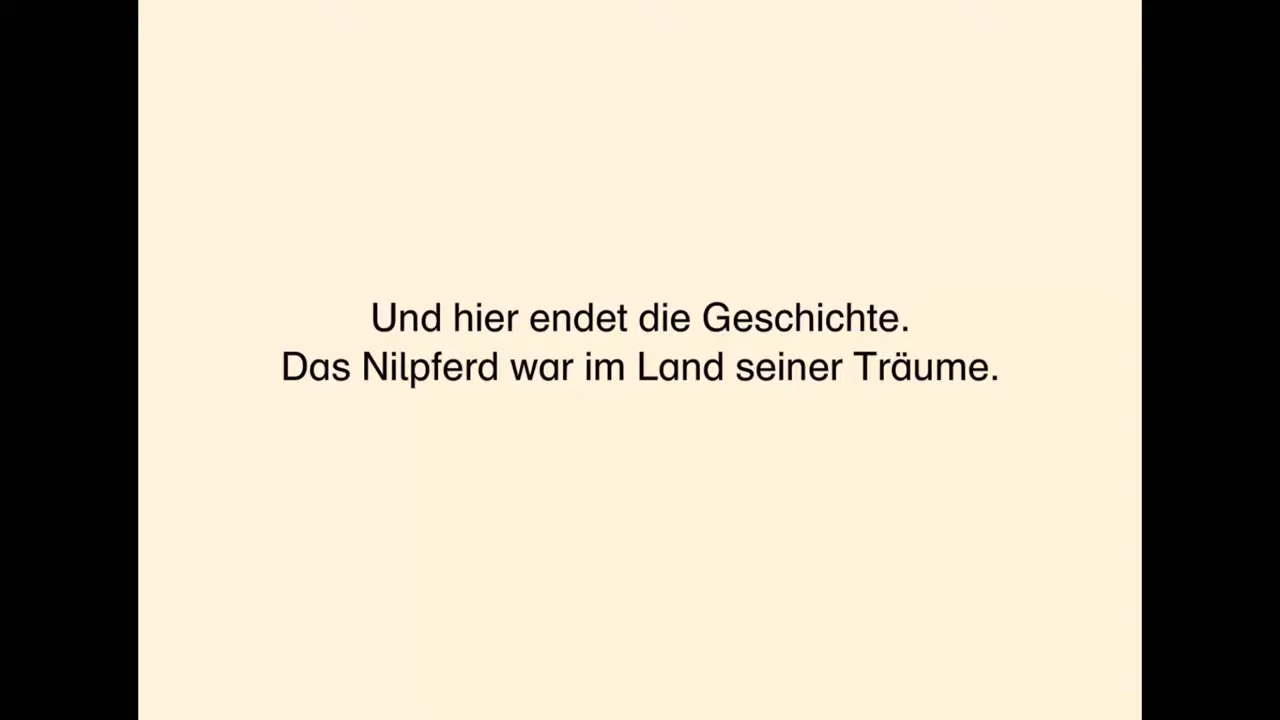 Und hier endet die Geschichte.
Das Nilpferd war im Land seiner Träume.